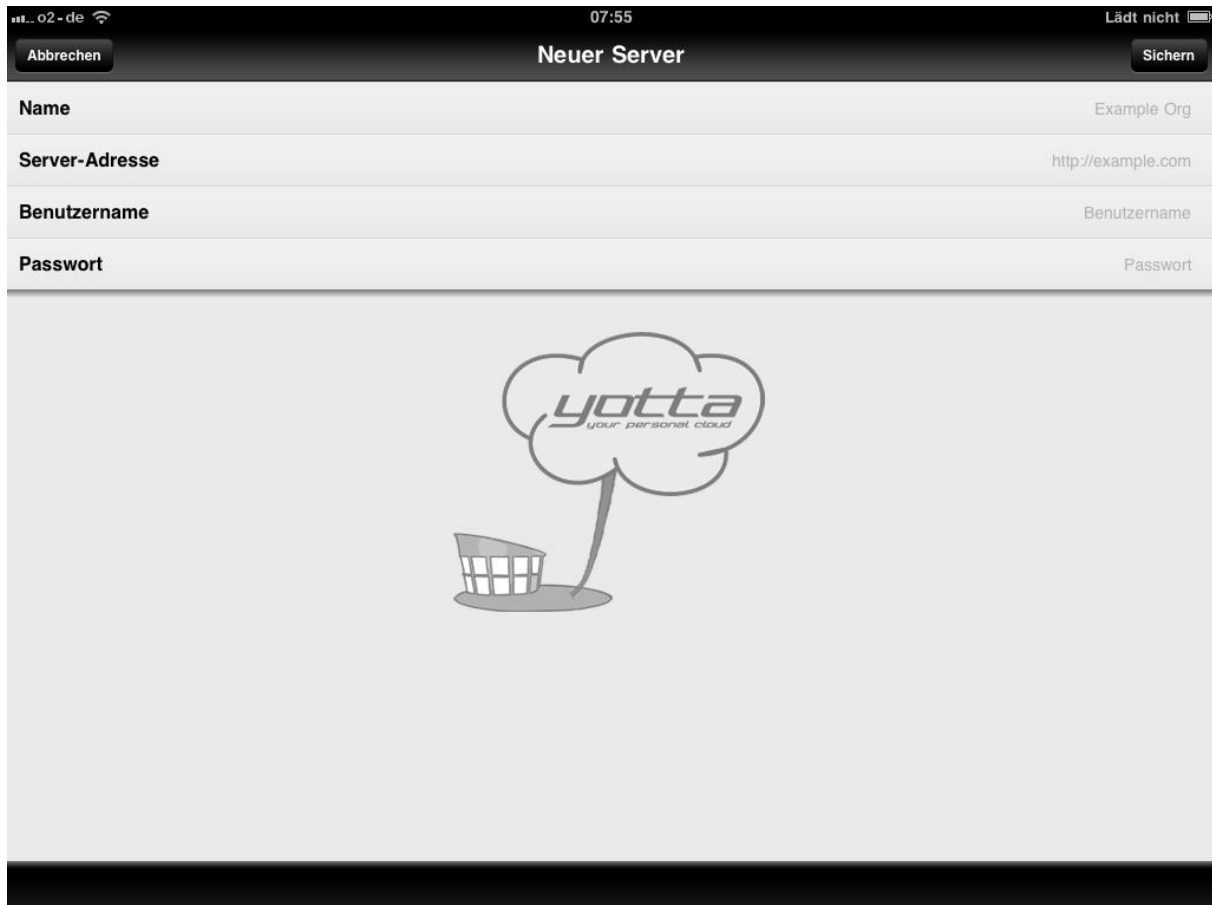 o2-de 07:55 Lädt nicht
Abbrechen Neuer Server Sichern
Name Example Org
Server-Adresse http://example.com
Benutzername Benutzername
Passwort Passwort
yotta
your personal cloud